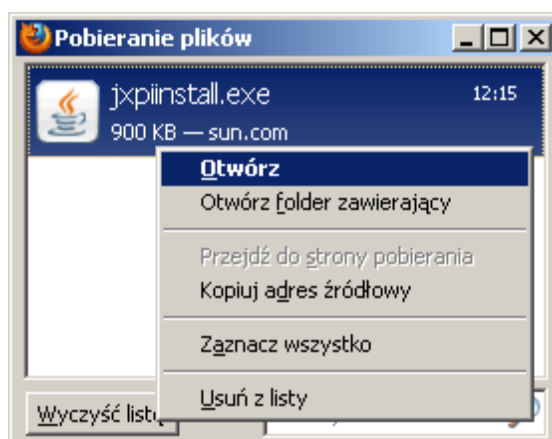 Pobieranie plików
jxpiinstall.exe 12:15
900 KB — sun.com
Otwórz
Otwórz folder zawierający
Przejdź do strony pobierania
Kopiuj adres źródłowy
Zaznacz wszystko
Usuń z listy
Wyczyść listę